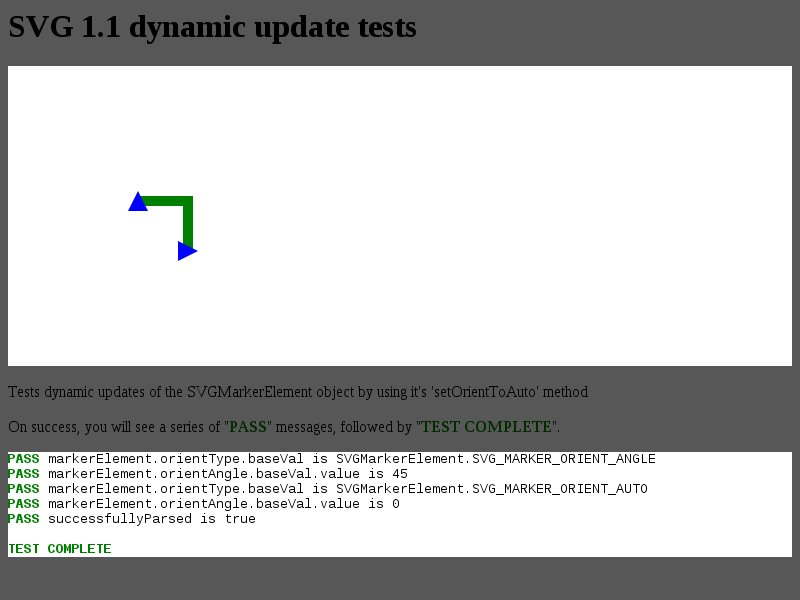 SVG 1.1 dynamic update tests
Tests dynamic updates of the SVGMarkerElement object by using it's 'setOrientToAuto' method
On success, you will see a series of "PASS" messages, followed by "TEST COMPLETE".
PASS markerElement.orientType.baseVal is SVGMarkerElement.SVG_MARKER_ORIENT_ANGLE
PASS markerElement.orientAngle.baseVal.value is 45
PASS markerElement.orientType.baseVal is SVGMarkerElement.SVG_MARKER_ORIENT_AUTO
PASS markerElement.orientAngle.baseVal.value is 0
PASS successfullyParsed is true
TEST COMPLETE